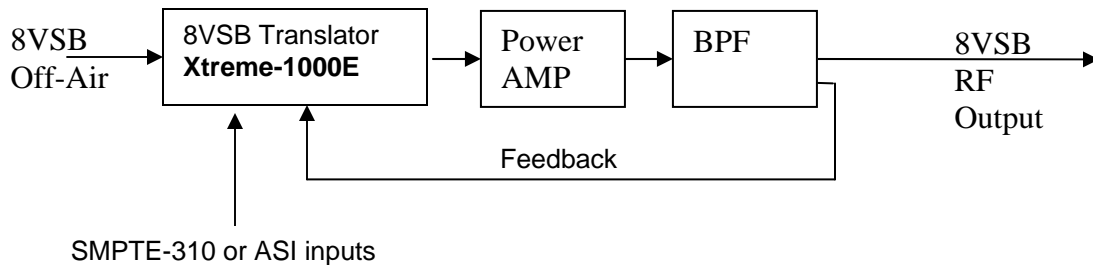 8VSB
Off-Air
8VSB Translator
Xtreme-1000E
Power
AMP
BPF
8VSB
RF
Output
Feedback
SMPTE-310 or ASI inputs